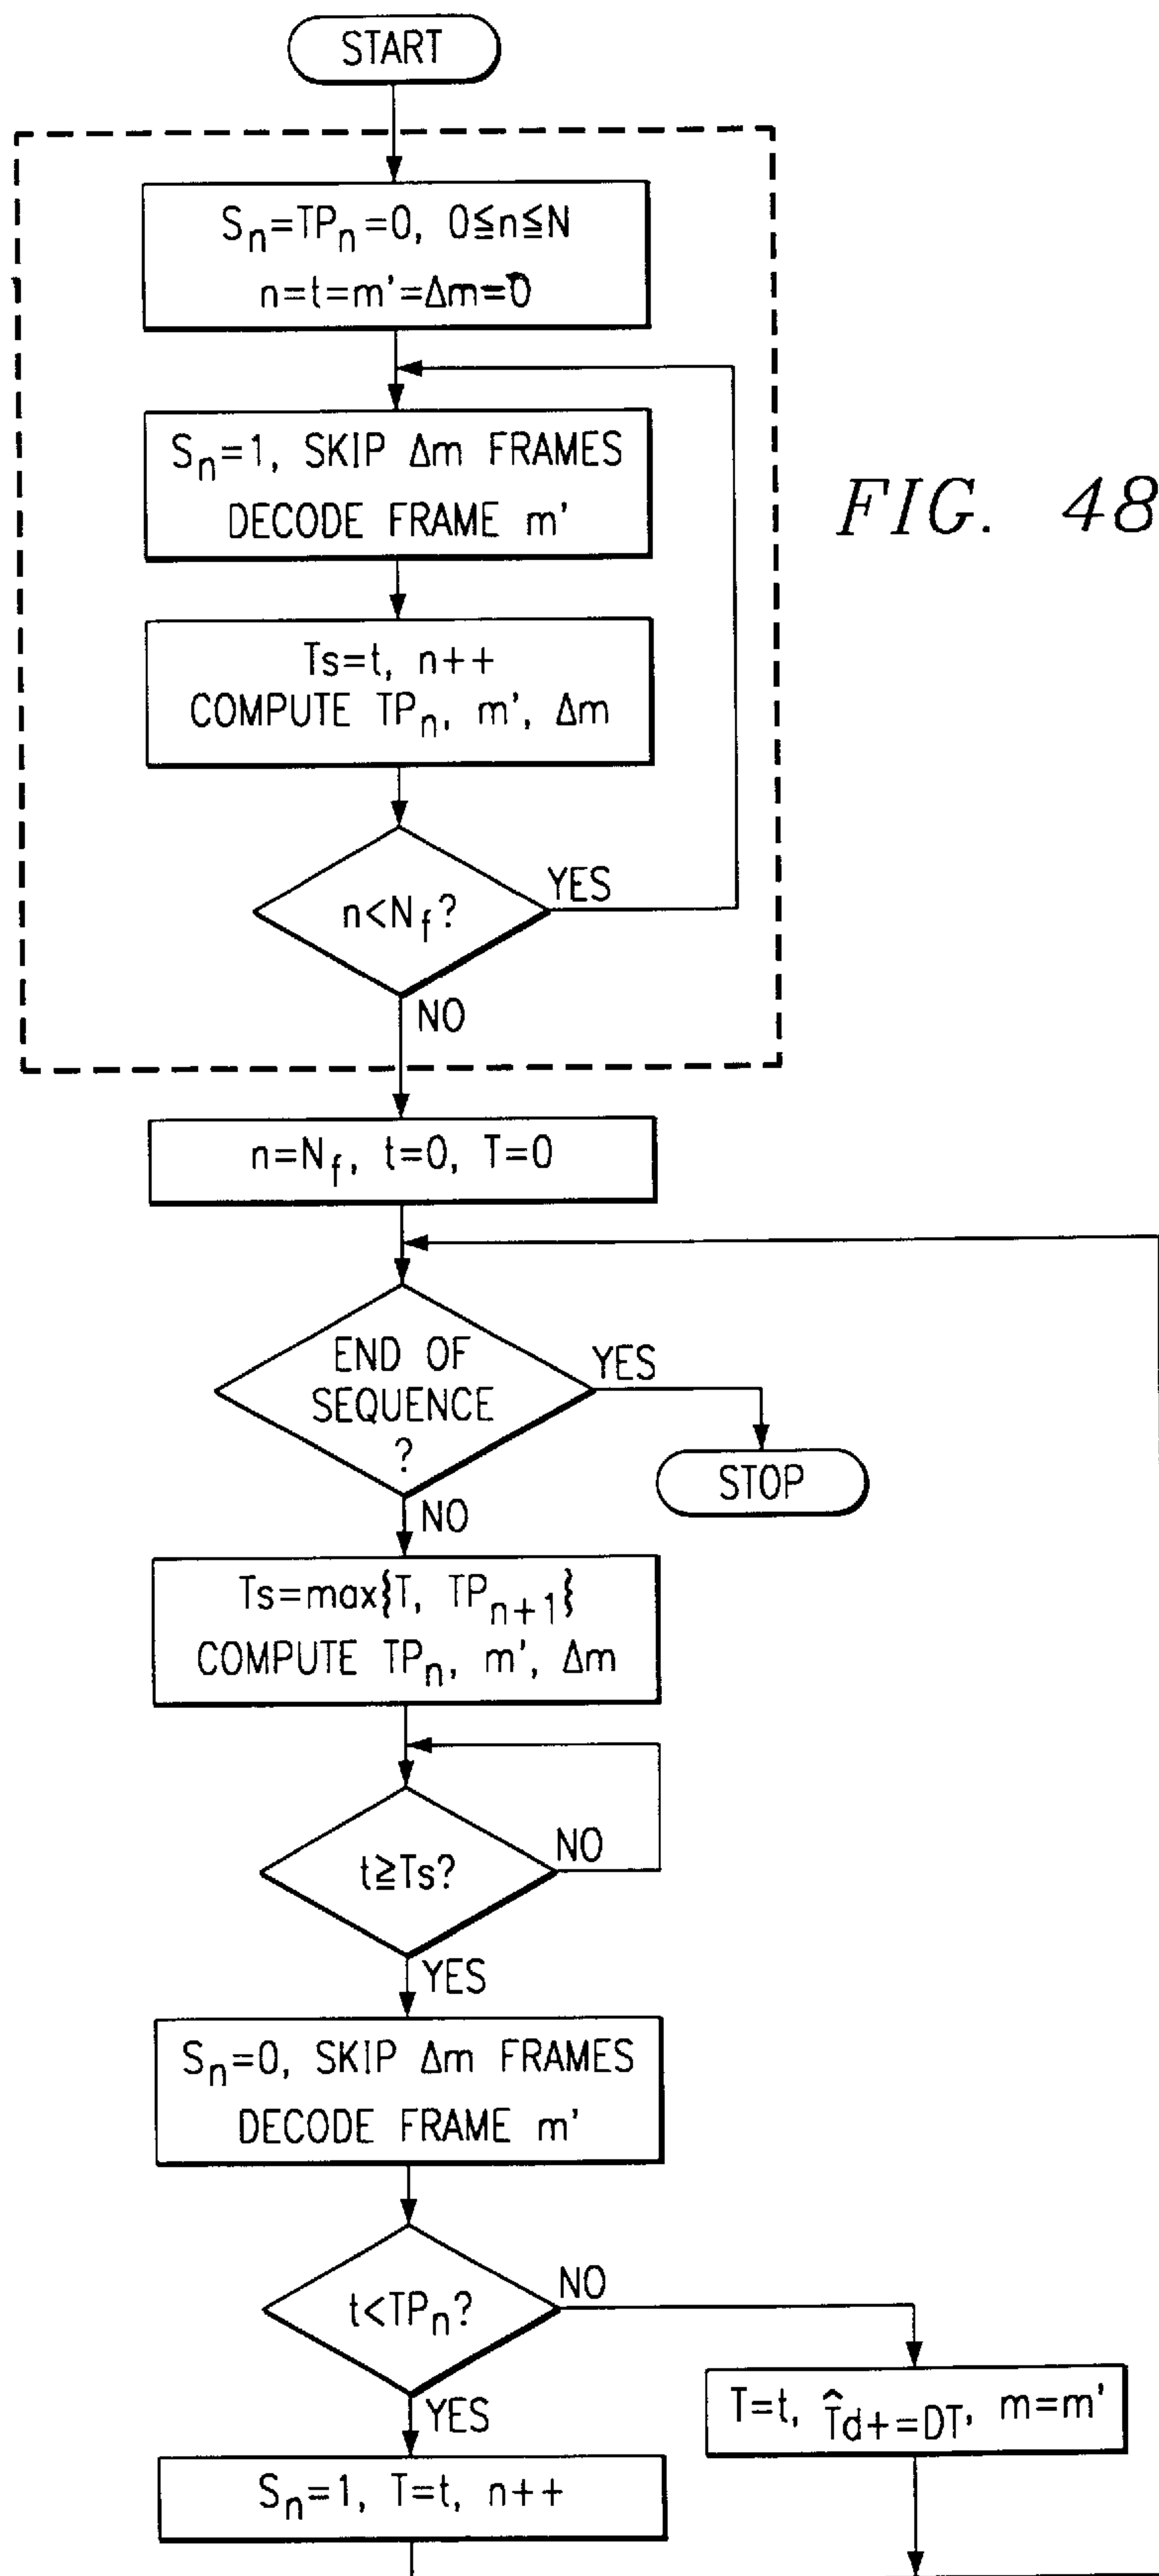 START
Sn=TPn=0, 0≦n≦N
n=t=m'=Δm=0
Sn=1, SKIP Δm FRAMES
DECODE FRAME m'
FIG. 48
Ts=t, n++
COMPUTE TPn, m', Δm
n<Nf?
YES
NO
n=Nf, t=0, T=0
END OF
SEQUENCE
?
YES
STOP
NO
Ts=max{T, TPn+1}
COMPUTE TPn, m', Δm
t≧Ts?
NO
YES
Sn=0, SKIP Δm FRAMES
DECODE FRAME m'
t<TPn?
NO
T=t, T̂d+=DT, m=m'
YES
Sn=1, T=t, n++